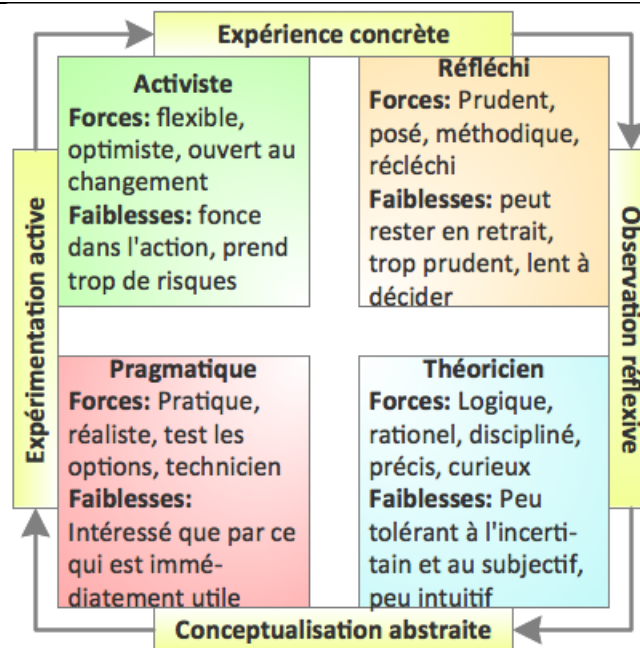 Expérience concrète
Activiste
Forces: flexible,
optimiste, ouvert au
changement
Faiblesses: fonce
dans l'action, prend
trop de risques
Réfléchi
Forces: Prudent,
posé, méthodique,
récléchi
Faiblesses: peut
rester en retrait,
trop prudent, lent à
décider
Expérimentation active
Observation réflexive
Pragmatique
Forces: Pratique,
réaliste, test les
options, technicien
Faiblesses:
Intéressé que par ce
qui est immé-
diatement utile
Théoricien
Forces: Logique,
rationel, discipliné,
précis, curieux
Faiblesses: Peu
tolérant à l'incerti-
tain et au subjectif,
peu intuitif
Conceptualisation abstraite